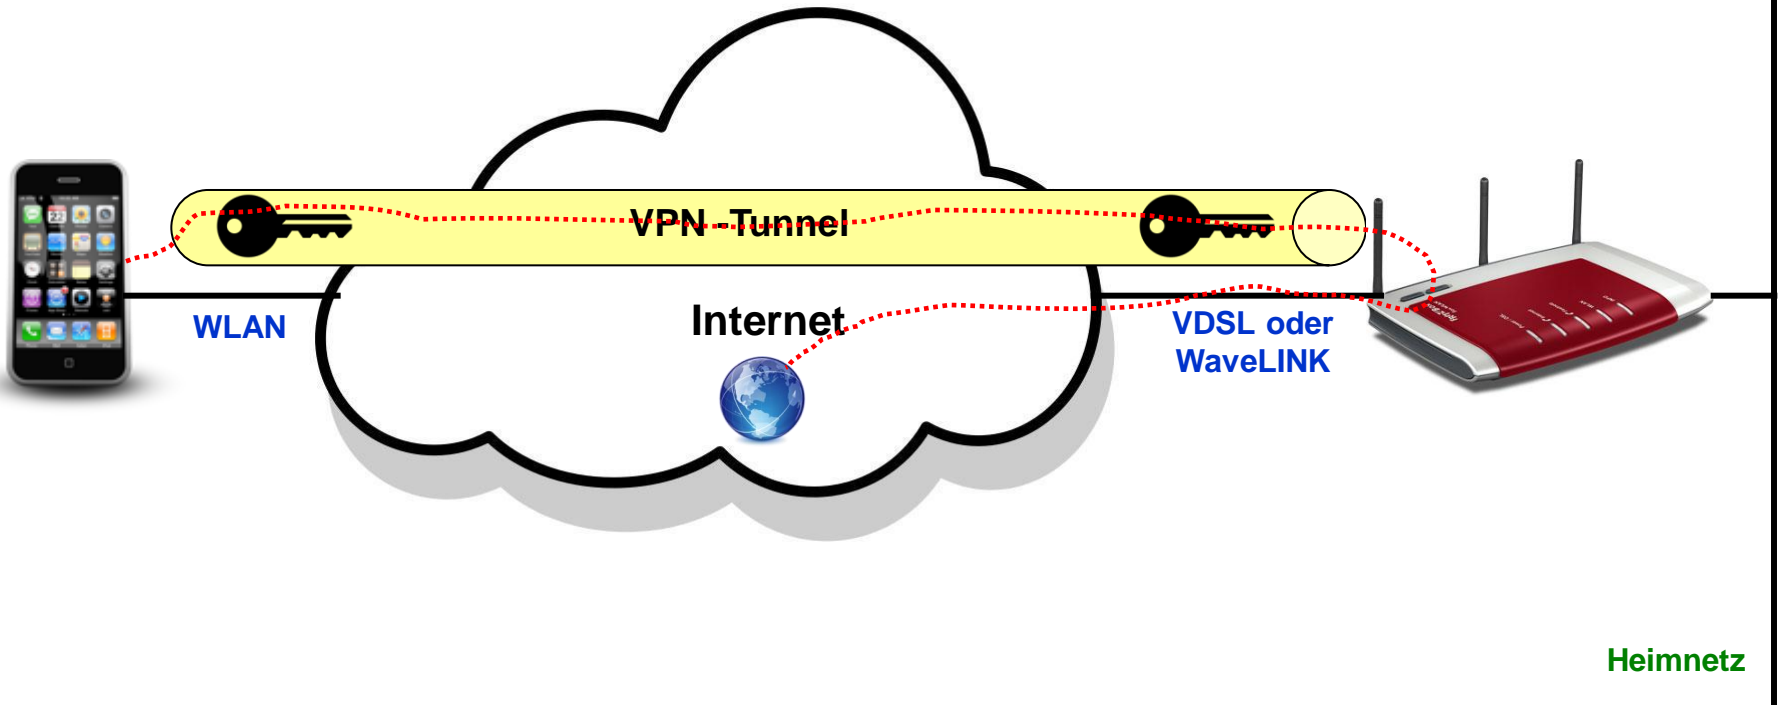 VPN -Tunnel
Internet
WLAN
VDSL oder
WaveLINK
Heimnetz